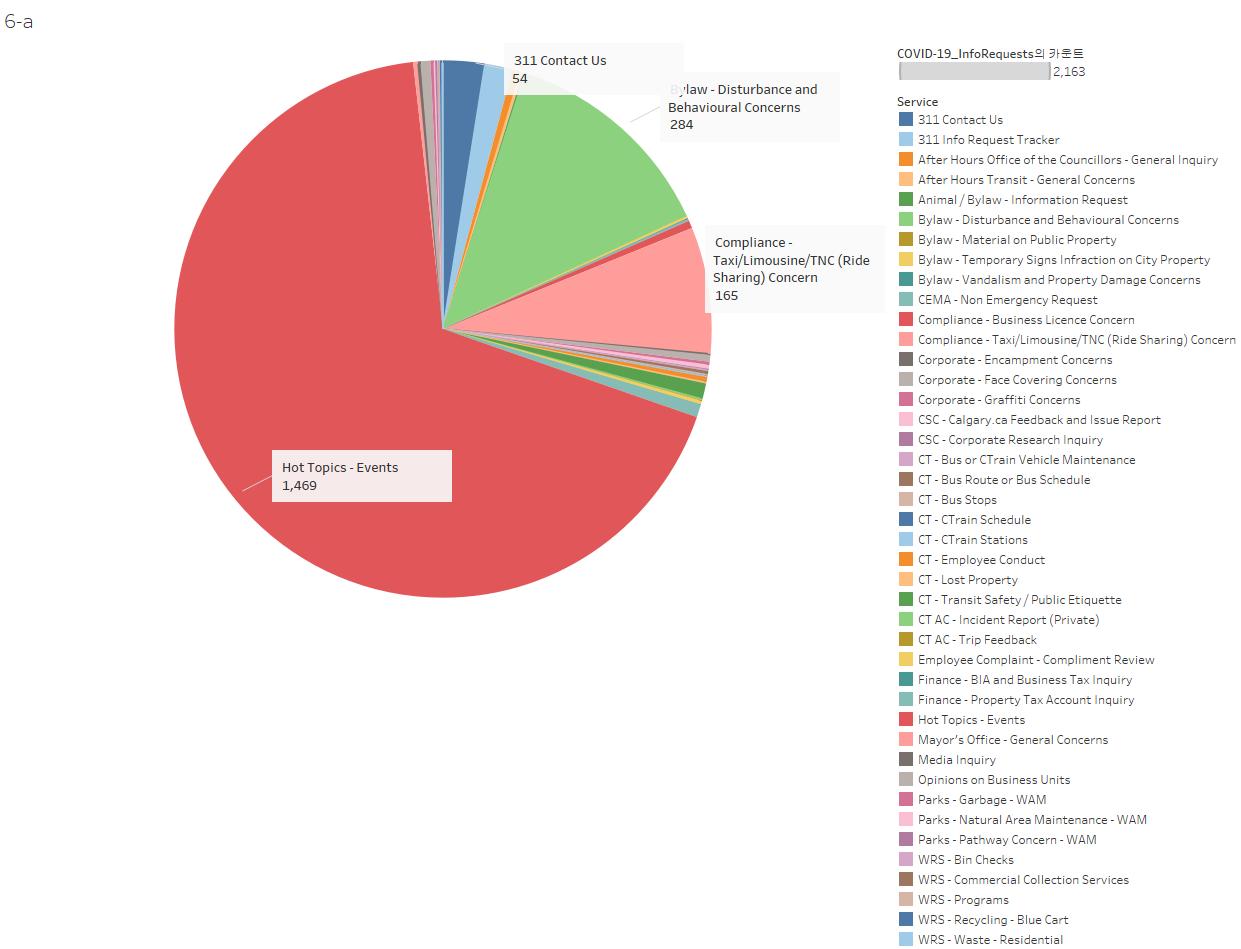 6-a
311 Contact Us
54
Bylaw - Disturbance and
Behavioural Concerns
284
Compliance -
Taxi/Limousine/TNC (Ride
Sharing) Concern
165
Hot Topics - Events
1,469
COVID-19_InfoRequests의 카운트
2,163
Service
311 Contact Us
311 Info Request Tracker
After Hours Office of the Councillors - General Inquiry
After Hours Transit - General Concerns
Animal / Bylaw - Information Request
Bylaw - Disturbance and Behavioural Concerns
Bylaw - Material on Public Property
Bylaw - Temporary Signs Infraction on City Property
Bylaw - Vandalism and Property Damage Concerns
CEMA - Non Emergency Request
Compliance - Business Licence Concern
Compliance - Taxi/Limousine/TNC (Ride Sharing) Concern
Corporate - Encampment Concerns
Corporate - Face Covering Concerns
Corporate - Graffiti Concerns
CSC - Calgary.ca Feedback and Issue Report
CSC - Corporate Research Inquiry
CT - Bus or CTrain Vehicle Maintenance
CT - Bus Route or Bus Schedule
CT - Bus Stops
CT - CTrain Schedule
CT - CTrain Stations
CT - Employee Conduct
CT - Lost Property
CT - Transit Safety / Public Etiquette
CT AC - Incident Report (Private)
CT AC - Trip Feedback
Employee Complaint - Compliment Review
Finance - BIA and Business Tax Inquiry
Finance - Property Tax Account Inquiry
Hot Topics - Events
Mayor's Office - General Concerns
Media Inquiry
Opinions on Business Units
Parks - Garbage - WAM
Parks - Natural Area Maintenance - WAM
Parks - Pathway Concern - WAM
WRS - Bin Checks
WRS - Commercial Collection Services
WRS - Programs
WRS - Recycling - Blue Cart
WRS - Waste - Residential